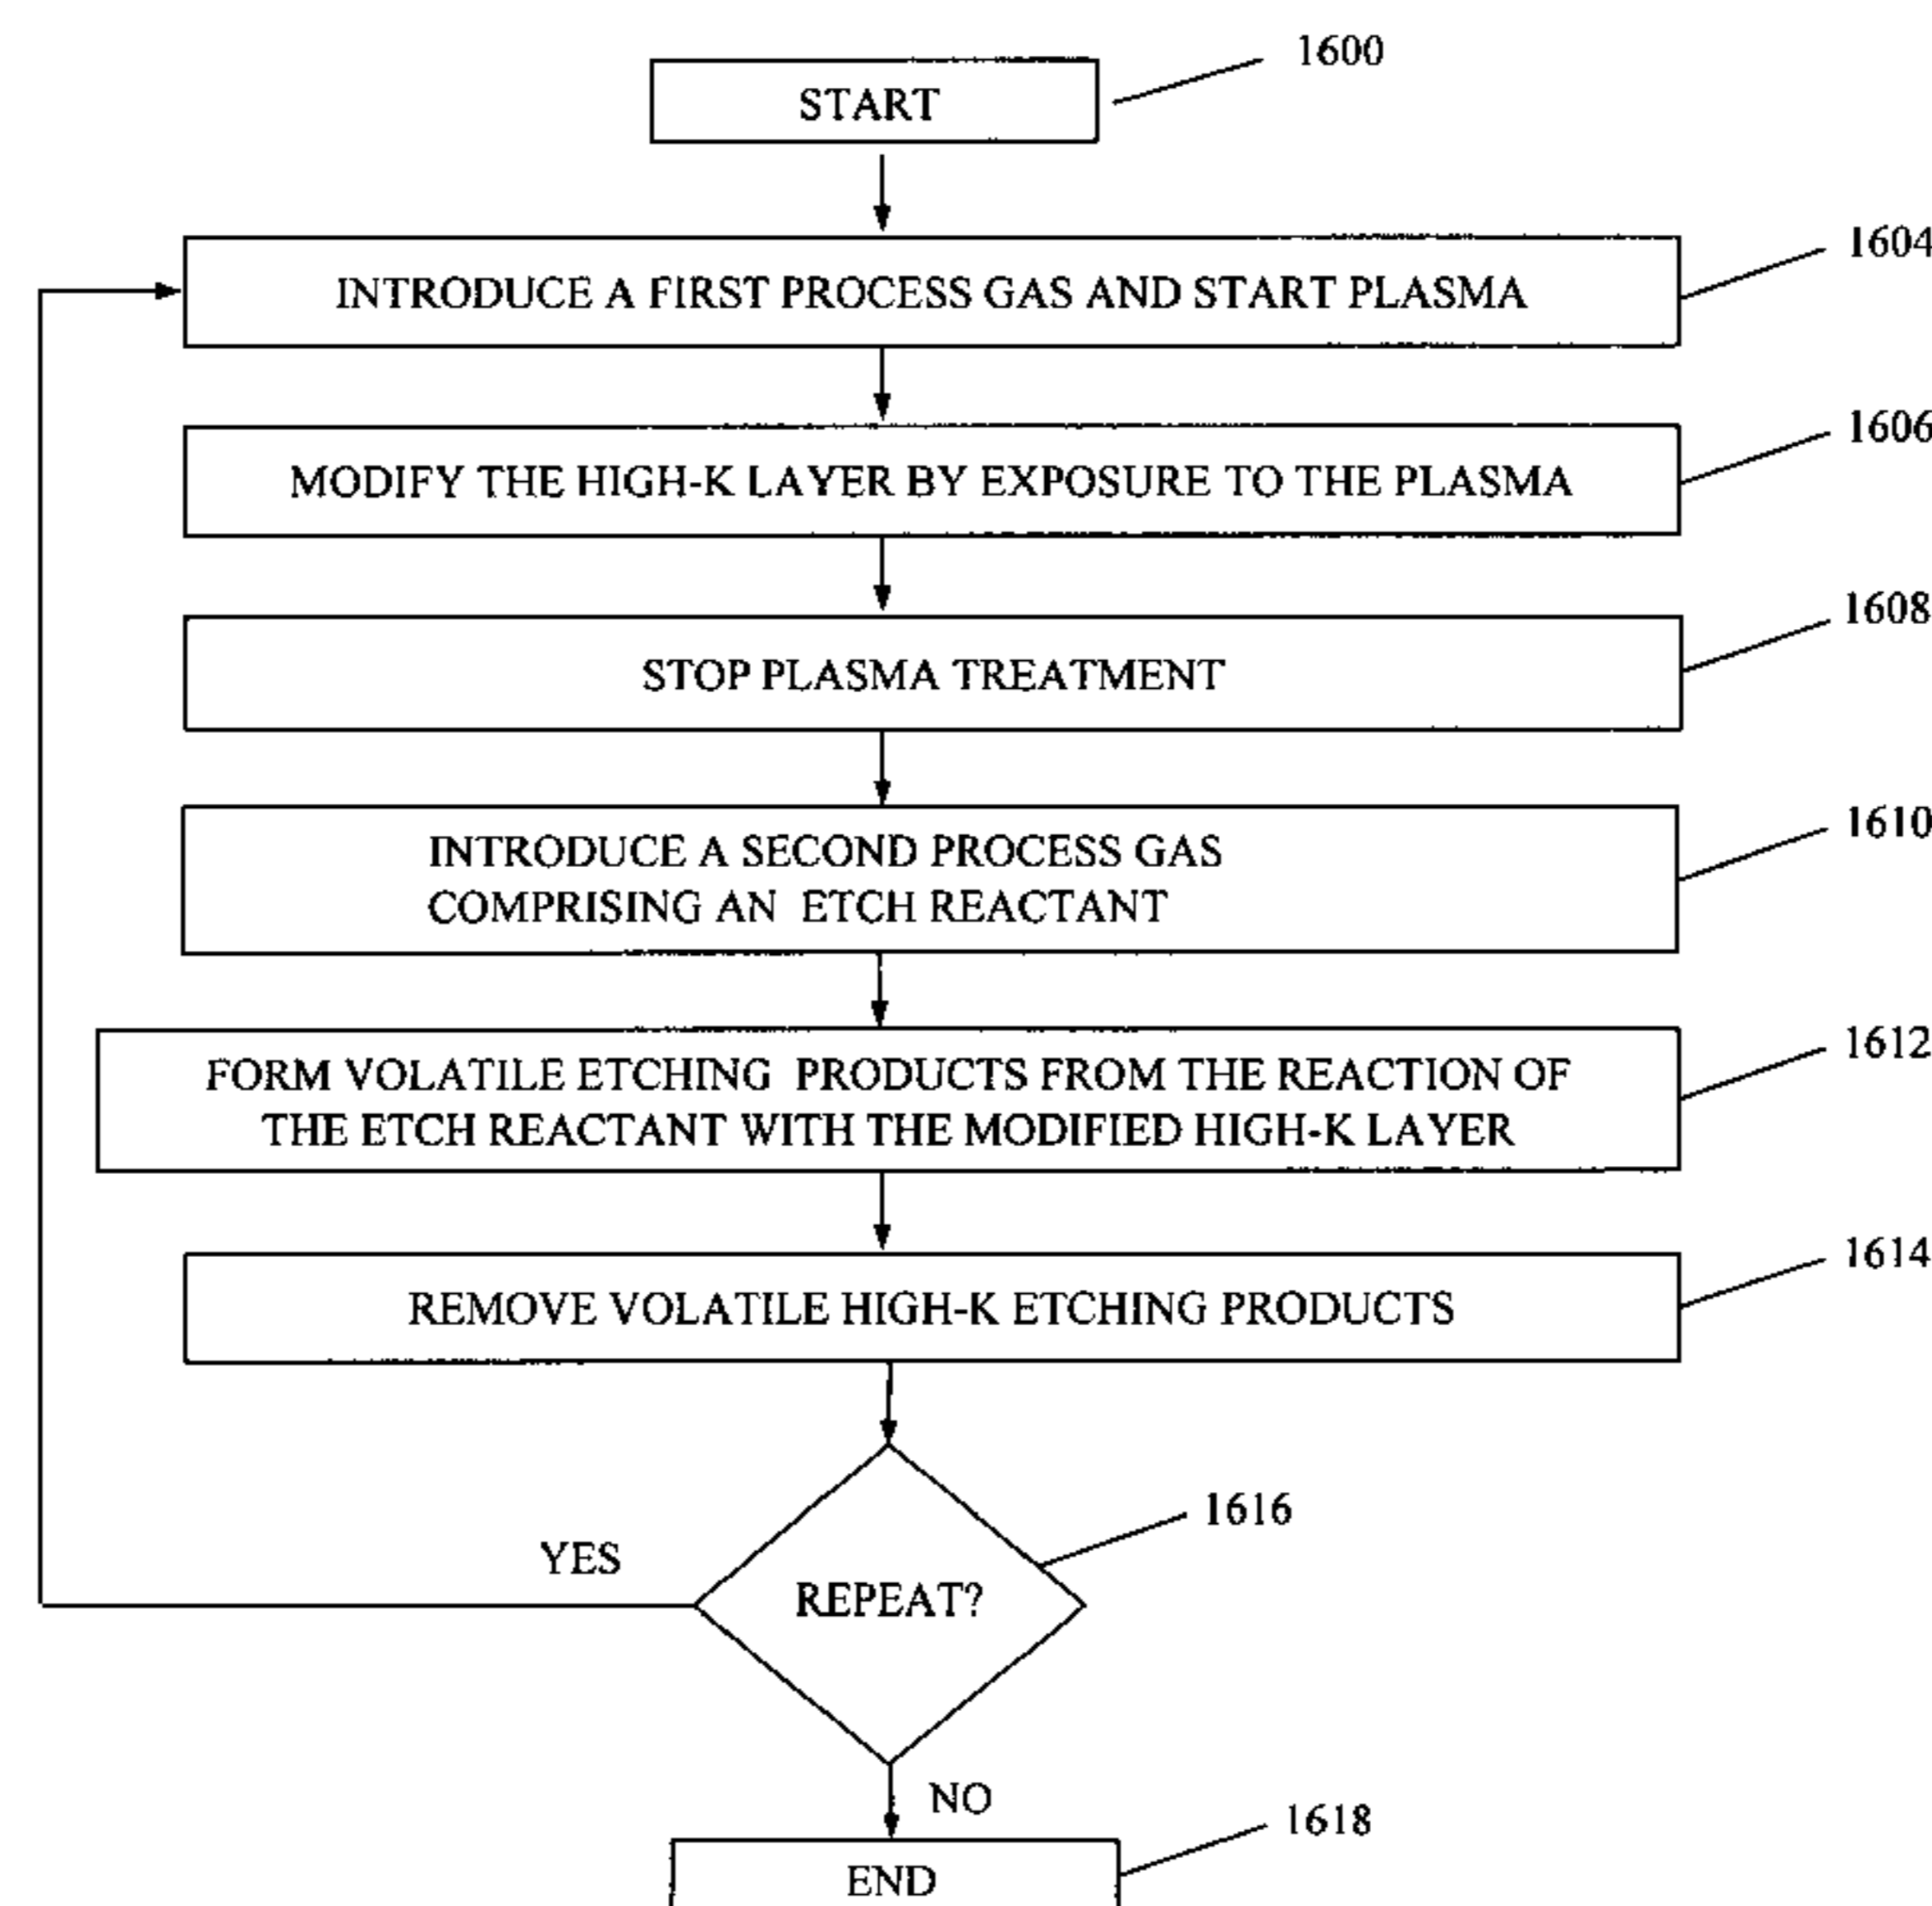 1600
START
1604
INTRODUCE A FIRST PROCESS GAS AND START PLASMA
1606
MODIFY THE HIGH-K LAYER BY EXPOSURE TO THE PLASMA
1608
STOP PLASMA TREATMENT
1610
INTRODUCE A SECOND PROCESS GAS
COMPRISING AN ETCH REACTANT
1612
FORM VOLATILE ETCHING PRODUCTS FROM THE REACTION OF
THE ETCH REACTANT WITH THE MODIFIED HIGH-K LAYER
1614
REMOVE VOLATILE HIGH-K ETCHING PRODUCTS
1616
YES
REPEAT?
NO
1618
END